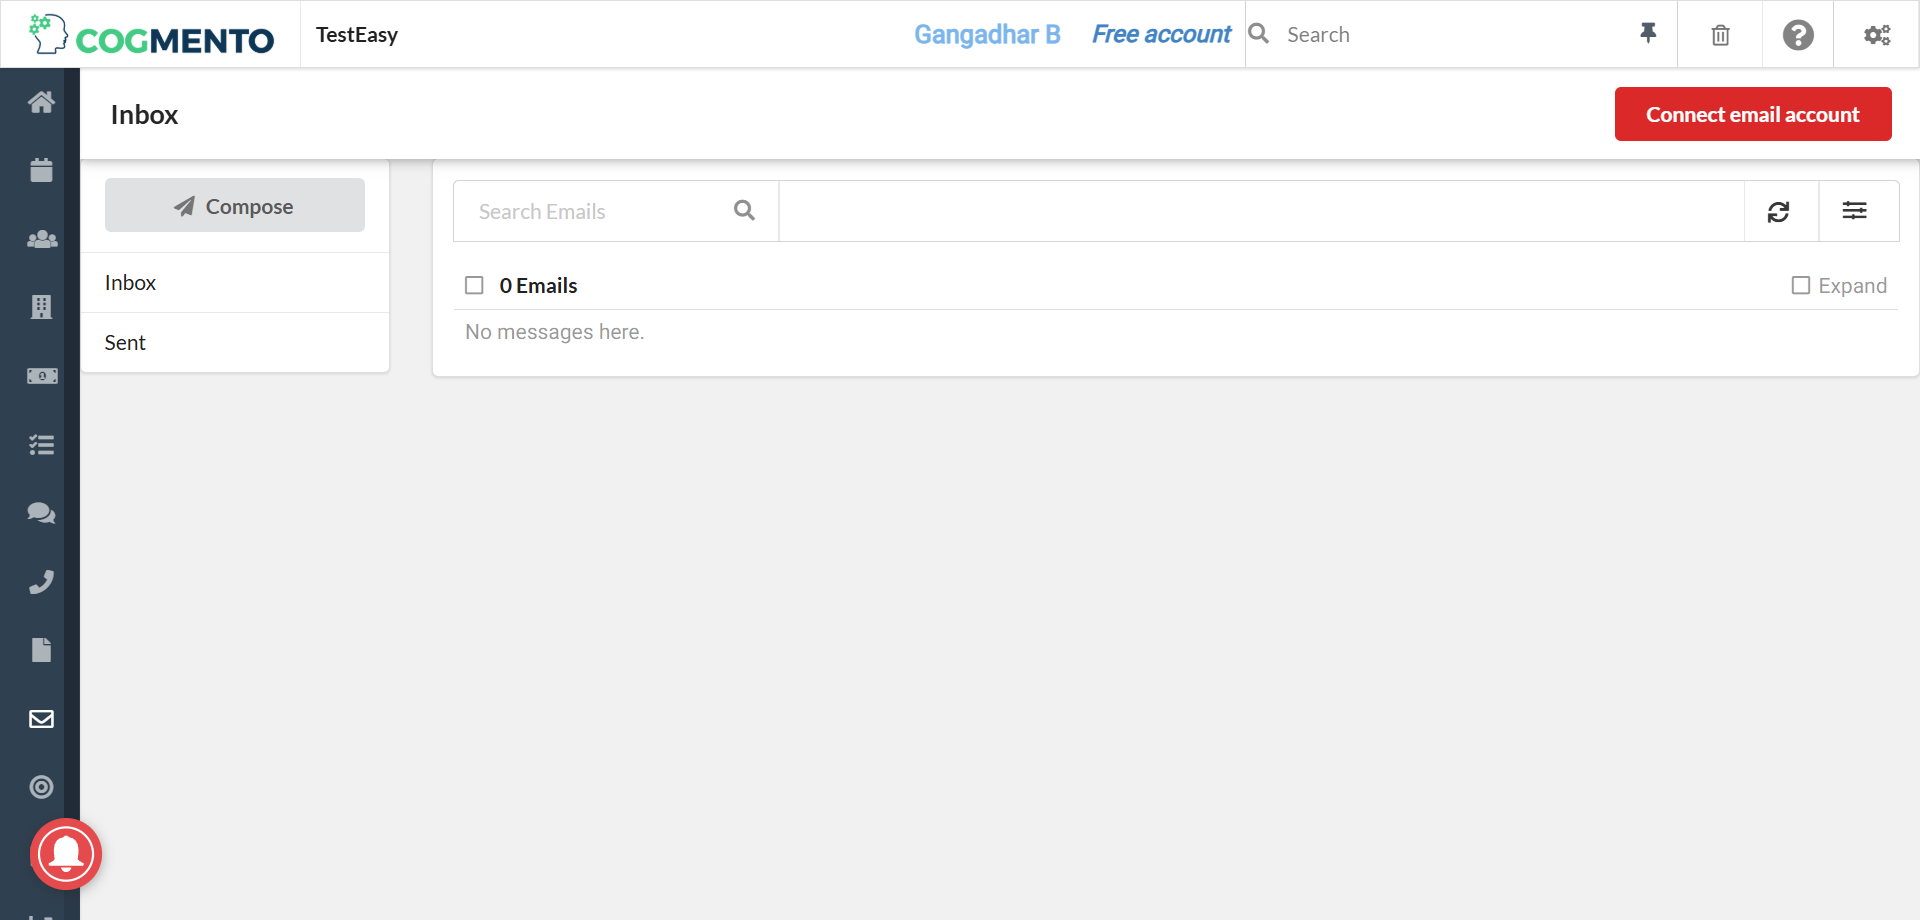 COGMENTO
TestEasy
Gangadhar B
Free account
Search
Inbox
Connect email account
Compose
Inbox
Sent
Search Emails
0 Emails
Expand
No messages here.